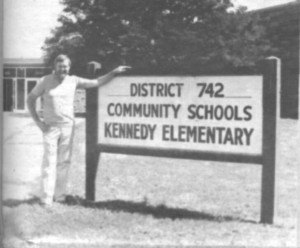 DISTRICT 742
COMMUNITY SCHOOLS
KENNEDY ELEMENTARY